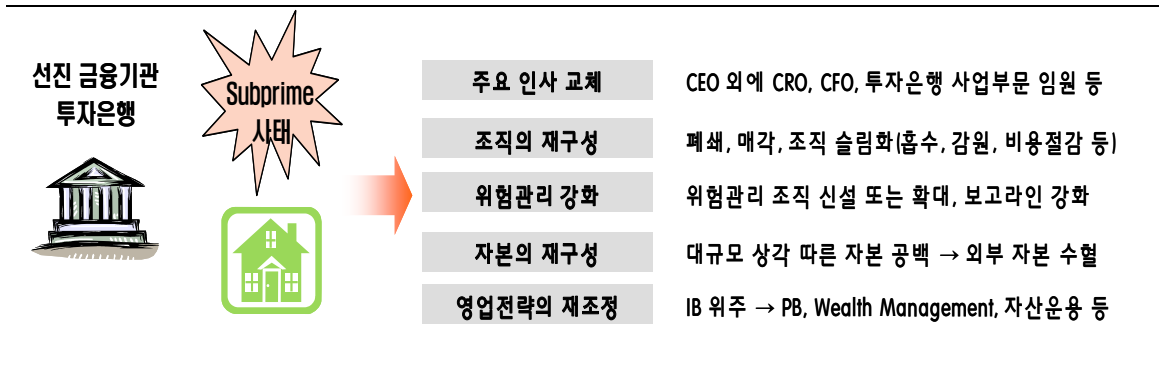 선진 금융기관
투자은행
Subprime
사태
주요 인사 교체
CEO 외에 CRO, CFO, 투자은행 사업부문 임원 등
조직의 재구성
폐쇄, 매각, 조직 슬림화(흡수, 감원, 비용절감 등)
위험관리 강화
위험관리 조직 신설 또는 확대, 보고라인 강화
자본의 재구성
대규모 상각 따른 자본 공백 → 외부 자본 수혈
영업전략의 재조정
IB 위주 → PB, Wealth Management, 자산운용 등